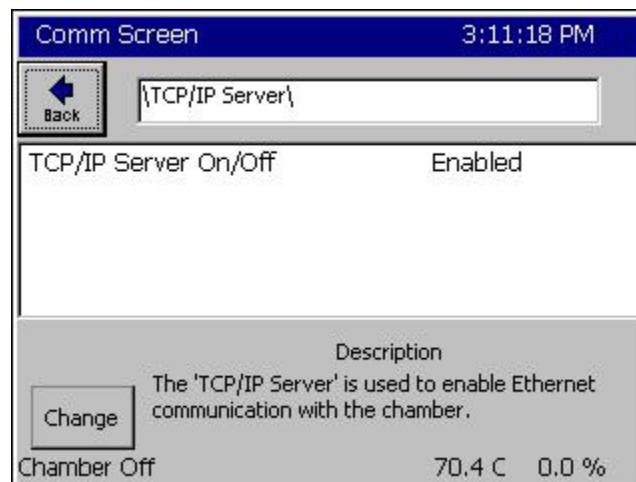 Comm Screen 3:11:18 PM
Back
\TCP/IP Server\
TCP/IP Server On/Off Enabled
Description
The 'TCP/IP Server' is used to enable Ethernet
communication with the chamber.
Change
Chamber Off 70.4 C 0.0 %